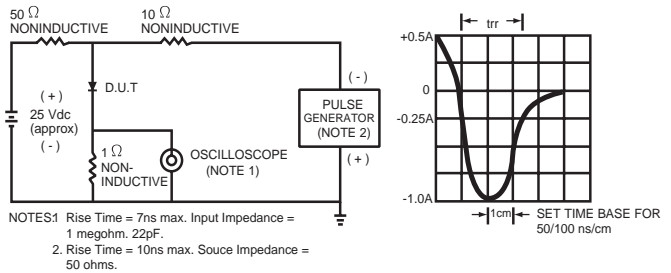 50 Ω
NONINDUCTIVE
10 Ω
NONINDUCTIVE
( + )
25 Vdc
(approx)
( - )
D.U.T
1 Ω
NON-
INDUCTIVE
OSCILLOSCOPE
(NOTE 1)
( - )
PULSE
GENERATOR
(NOTE 2)
( + )
NOTES:1 Rise Time = 7ns max. Input Impedance =
1 megohm. 22pF.
2. Rise Time = 10ns max. Souce Impedance =
50 ohms.
trr
+0.5A
0
-0.25A
-1.0A
1cm
SET TIME BASE FOR
50/100 ns/cm